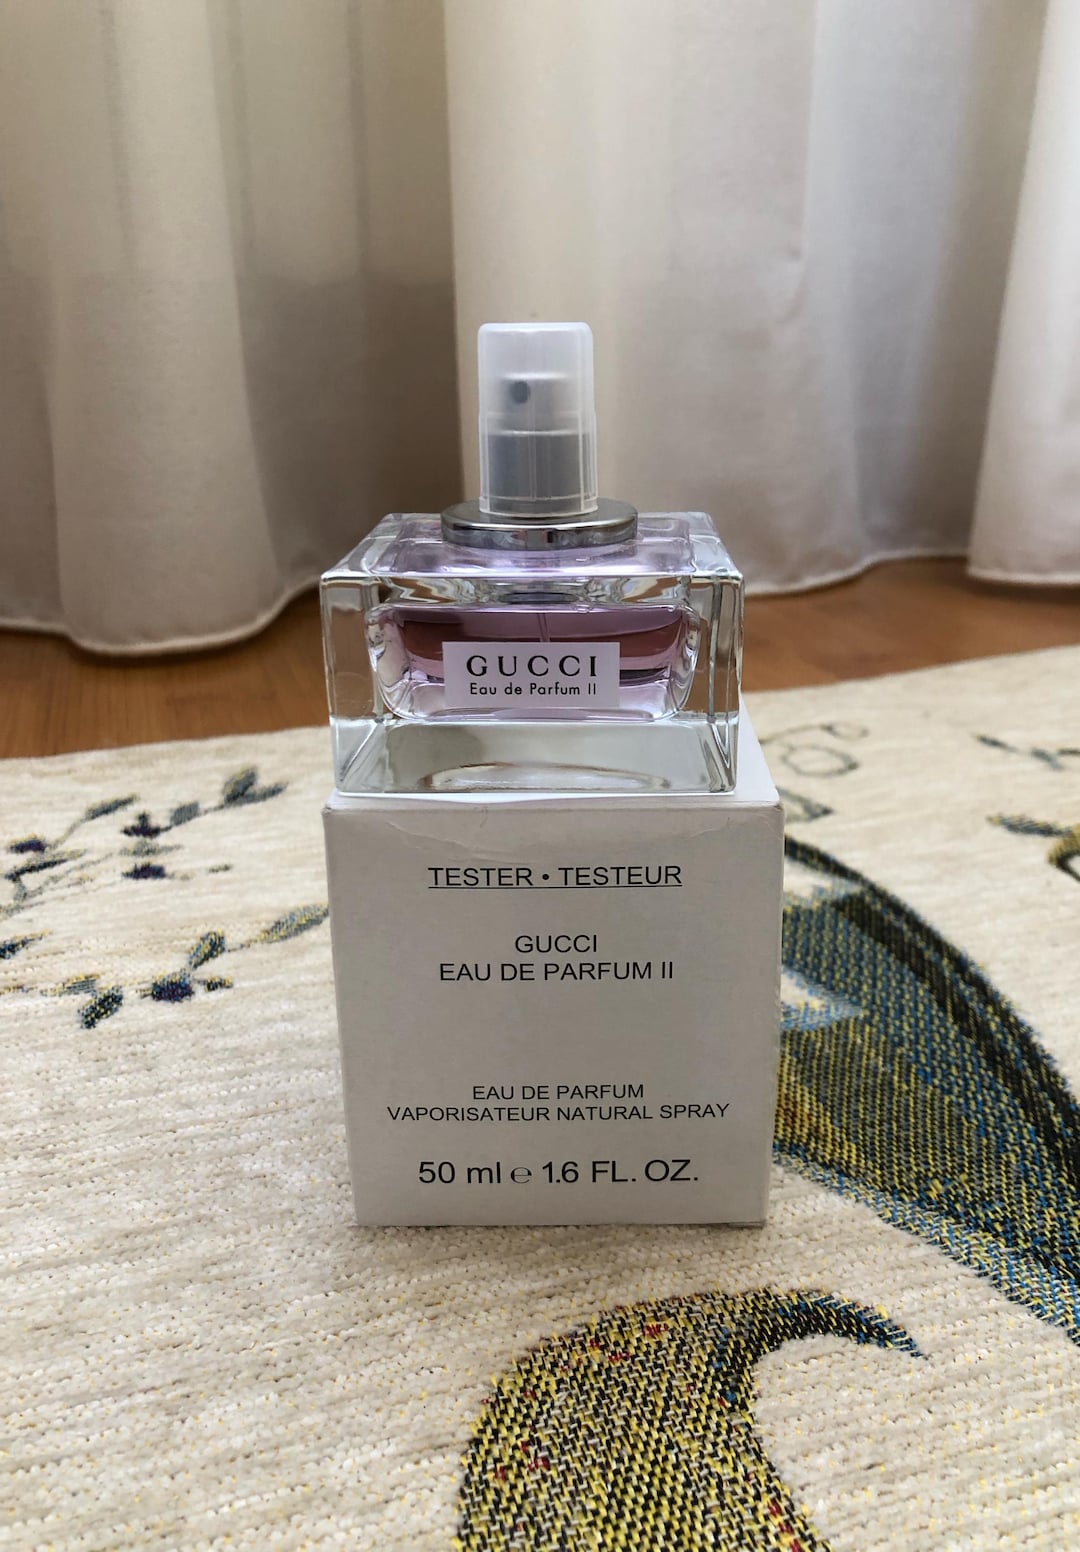 GUCCI
Eau de Parfum II
TESTER • TESTEUR
GUCCI
EAU DE PARFUM II
EAU DE PARFUM
VAPORISATEUR NATURAL SPRAY
50 ml ℮ 1.6 FL. OZ.